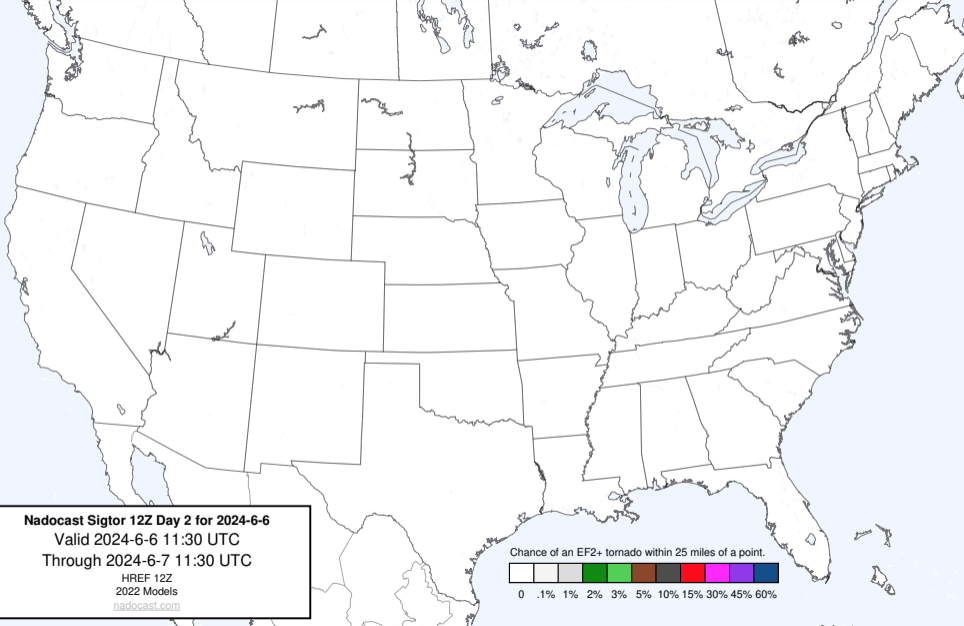 Nadocast Sigtor 12Z Day 2 for 2024-6-6
Valid 2024-6-6 11:30 UTC
Through 2024-6-7 11:30 UTC
HREF 12Z
2022 Models
nadocast.com
Chance of an EF2+ tornado within 25 miles of a point.
0 .1% 1% 2% 3% 5% 10% 15% 30% 45% 60%